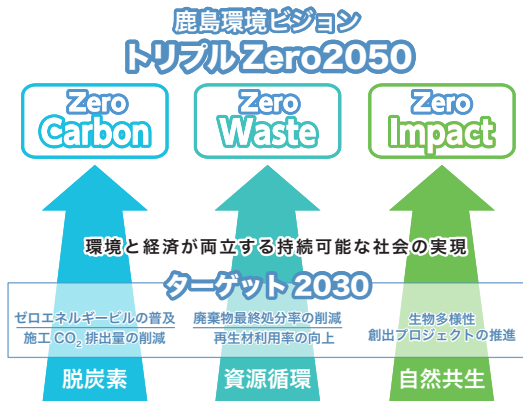 鹿島環境ビジョン
トリプルZero2050
Zero
Carbon
Zero
Waste
Zero
Impact
環境と経済が両立する持続可能な社会の実現
ターゲット2030
ゼロエネルギービルの普及
施工CO₂排出量の削減
廃棄物最終処分率の削減
再生材利用率の向上
生物多様性
創出プロジェクトの推進
脱炭素
資源循環
自然共生